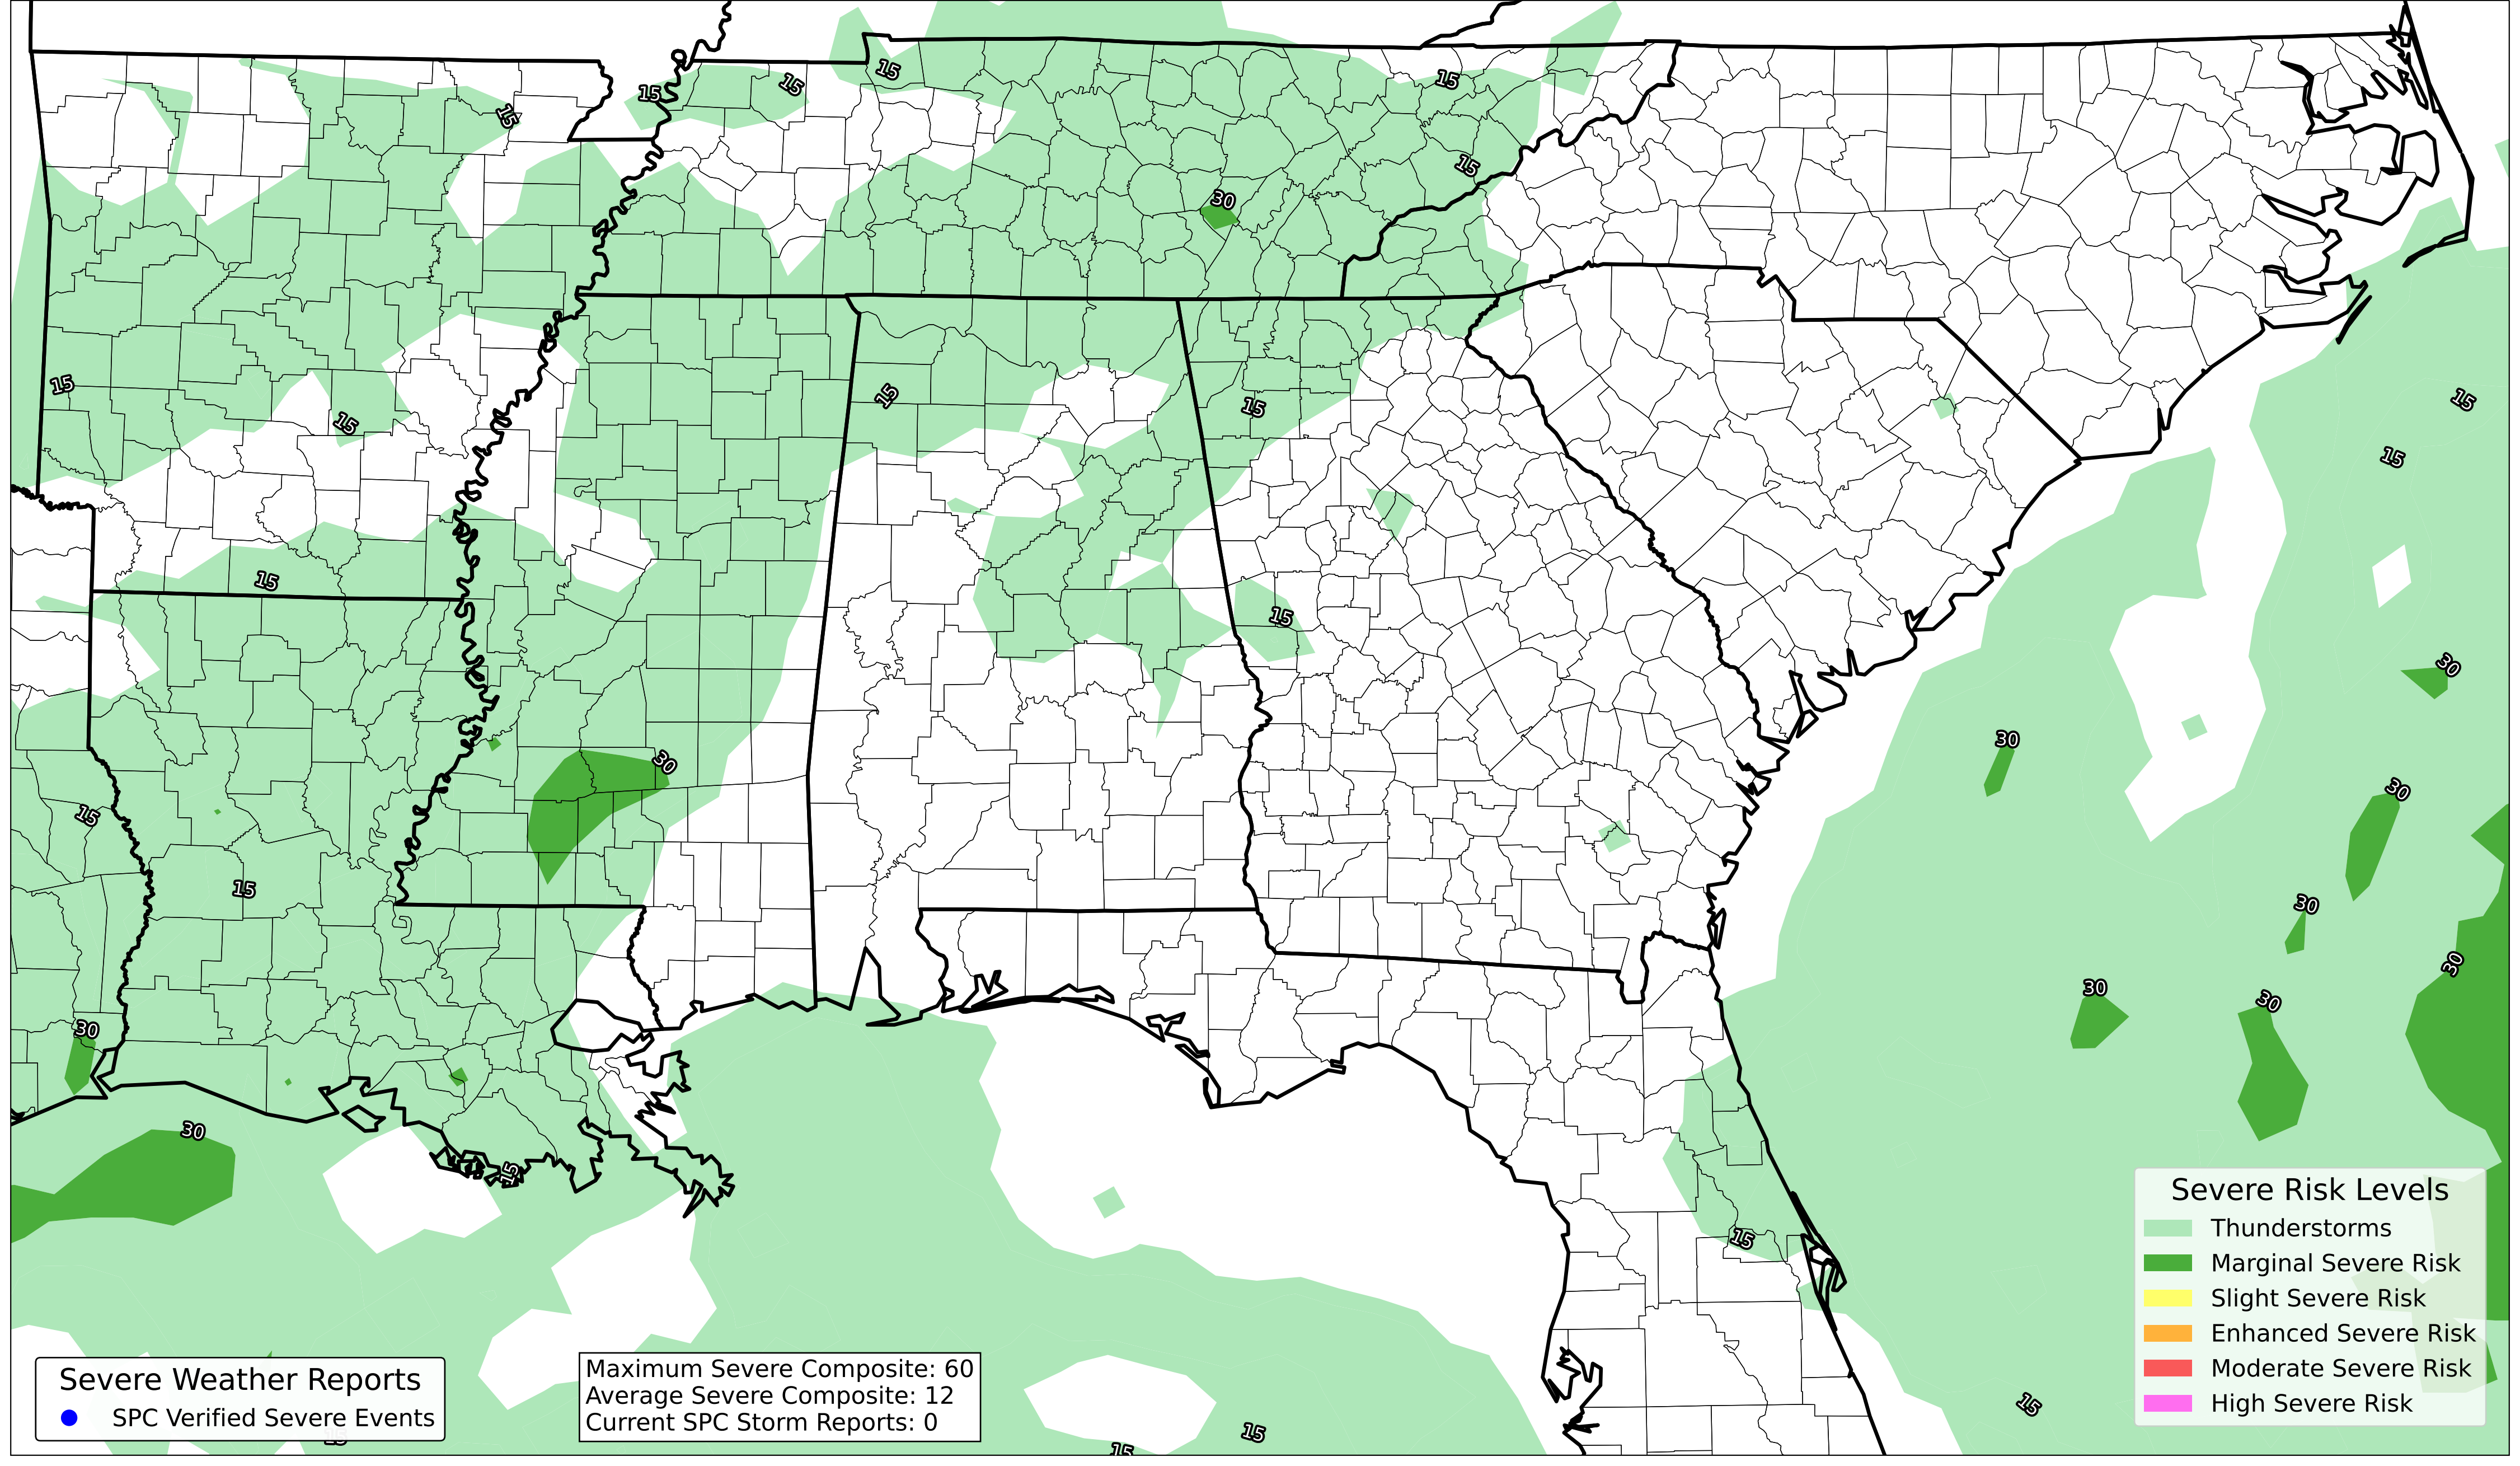 15
15
15
15
15
15
15
30
15
15
15
15
15
15
15
15
30
30
30
15
30
15
30
30
30
30
30
30
15
15
15
15
15
15
Severe Risk Levels
Thunderstorms
Marginal Severe Risk
Slight Severe Risk
Enhanced Severe Risk
Moderate Severe Risk
High Severe Risk
Severe Weather Reports
SPC Verified Severe Events
Maximum Severe Composite: 60
Average Severe Composite: 12
Current SPC Storm Reports: 0